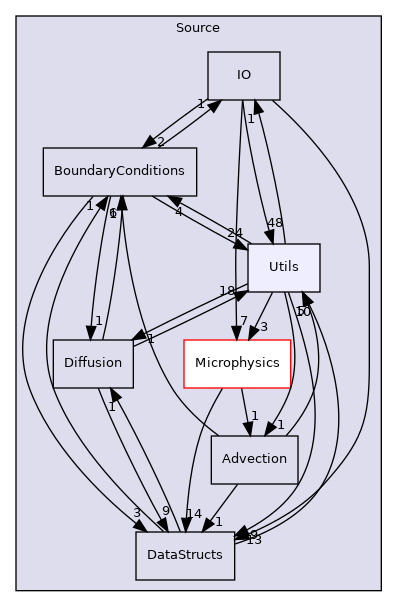 Source
IO
1
2
1
BoundaryConditions
1
6
1
4
24
48
Utils
18
1
7
3
10
Diffusion
1
Microphysics
1
1
1
Advection
3
9
14
1
13
DataStructs